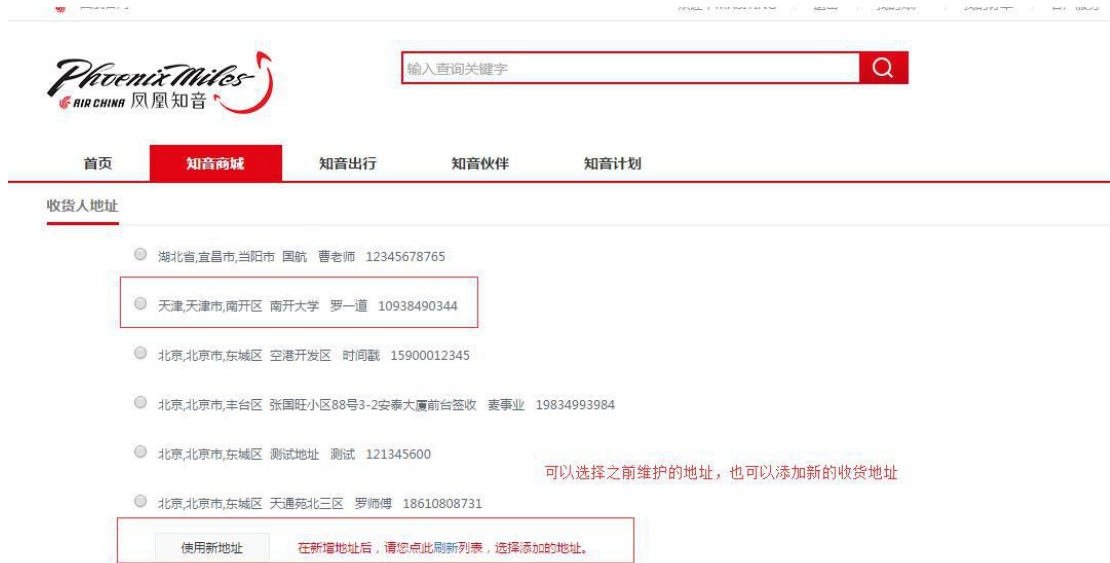 Phoenix Miles
AIR CHINA 凤凰知音
输入查询关键字
首页 知音商城 知音出行 知音伙伴 知音计划
收货人地址
湖北省,宜昌市,当阳市 国航 曹老师 12345678765
天津,天津市,南开区 南开大学 罗一道 10938490344
北京,北京市,东城区 空港开发区 时间戳 15900012345
北京,北京市,丰台区 张国旺小区88号3-2安泰大厦前台签收 麦事业 19834993984
北京,北京市,东城区 测试地址 测试 121345600
可以选择之前维护的地址，也可以添加新的收货地址
北京,北京市,东城区 天通苑北三区 罗师傅 18610808731
使用新地址 在新增地址后，请您点此刷新列表，选择添加的地址。